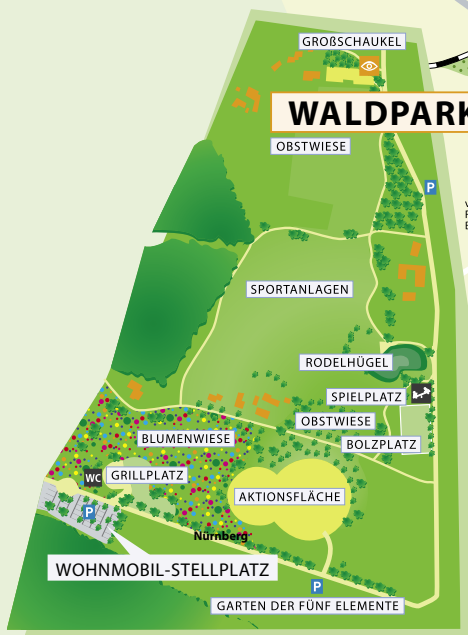 GROßSCHAUKEL
WALDPARK
OBSTWIESE
P
SPORTANLAGEN
RODELHÜGEL
SPIELPLATZ
OBSTWIESE
BLUMENWIESE
BOLZPLATZ
WC
GRILLPLATZ
AKTIONSFLÄCHE
P
Nürnberg
WOHNMOBIL-STELLPLATZ
P
GARTEN DER FÜNF ELEMENTE